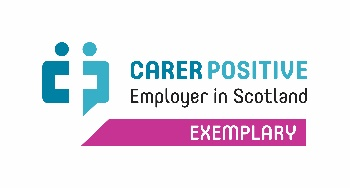 CARER POSITIVE
Employer in Scotland
EXEMPLARY